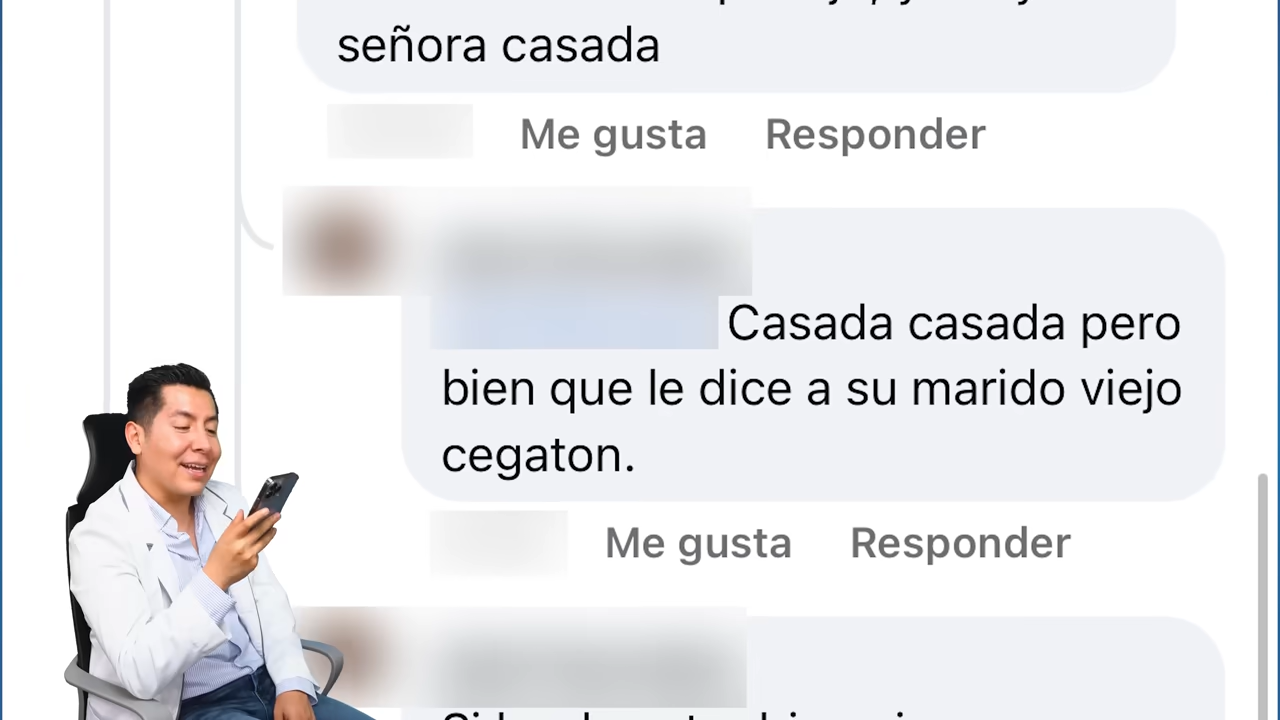 señora casada
Me gusta Responder
Casada casada pero
bien que le dice a su marido viejo
cegaton.
Me gusta Responder